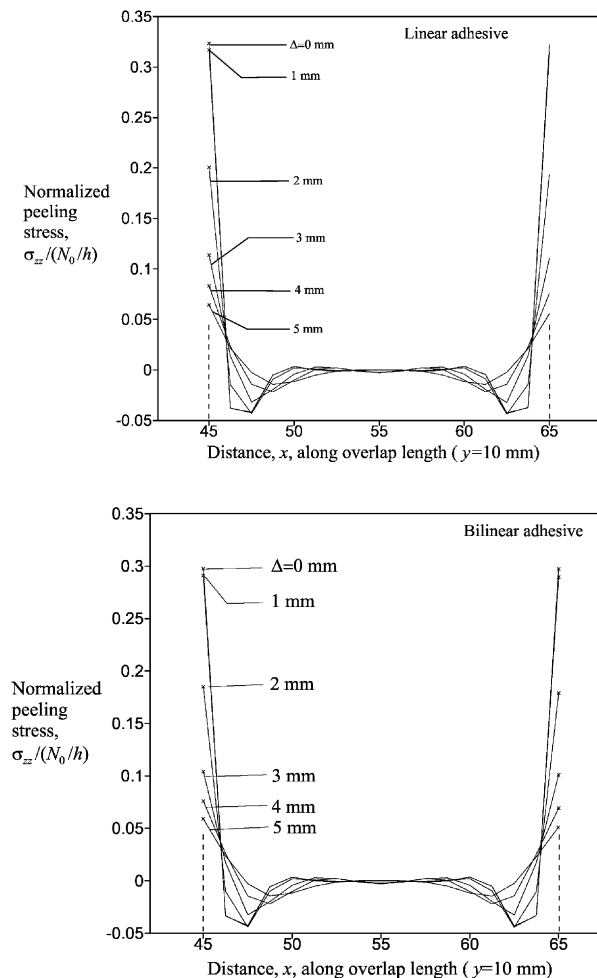 0.35
Linear adhesive
Δ=0 mm
0.3
1 mm
0.25
0.2
2 mm
Normalized
peeling
stress,
σzz/(N0/h)
0.15
3 mm
0.1
4 mm
0.05
5 mm
0
-0.05
45 50 55 60 65
Distance, x, along overlap length ( y=10 mm)
0.35
Bilinear adhesive
0.3
Δ=0 mm
1 mm
0.25
0.2
2 mm
Normalized
peeling
stress,
σzz/(N0/h)
0.15
0.1
3 mm
4 mm
0.05
5 mm
0
-0.05
45 50 55 60 65
Distance, x, along overlap length ( y=10 mm)